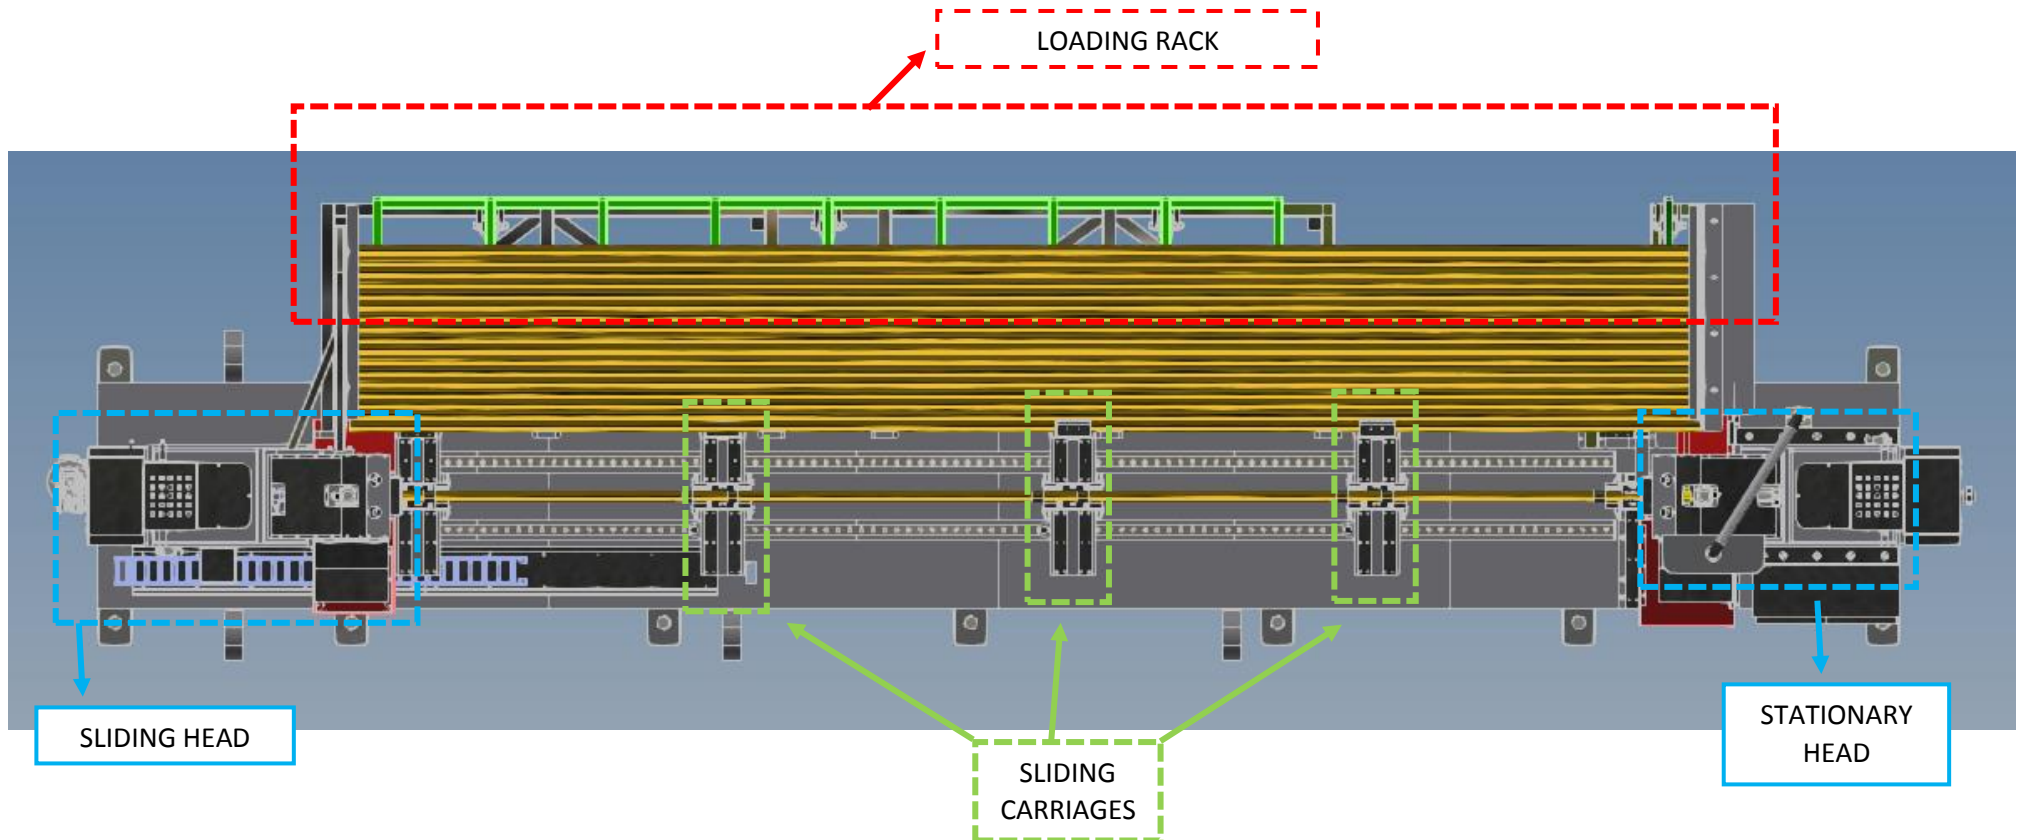 LOADING RACK
SLIDING HEAD
STATIONARY
HEAD
SLIDING
CARRIAGES